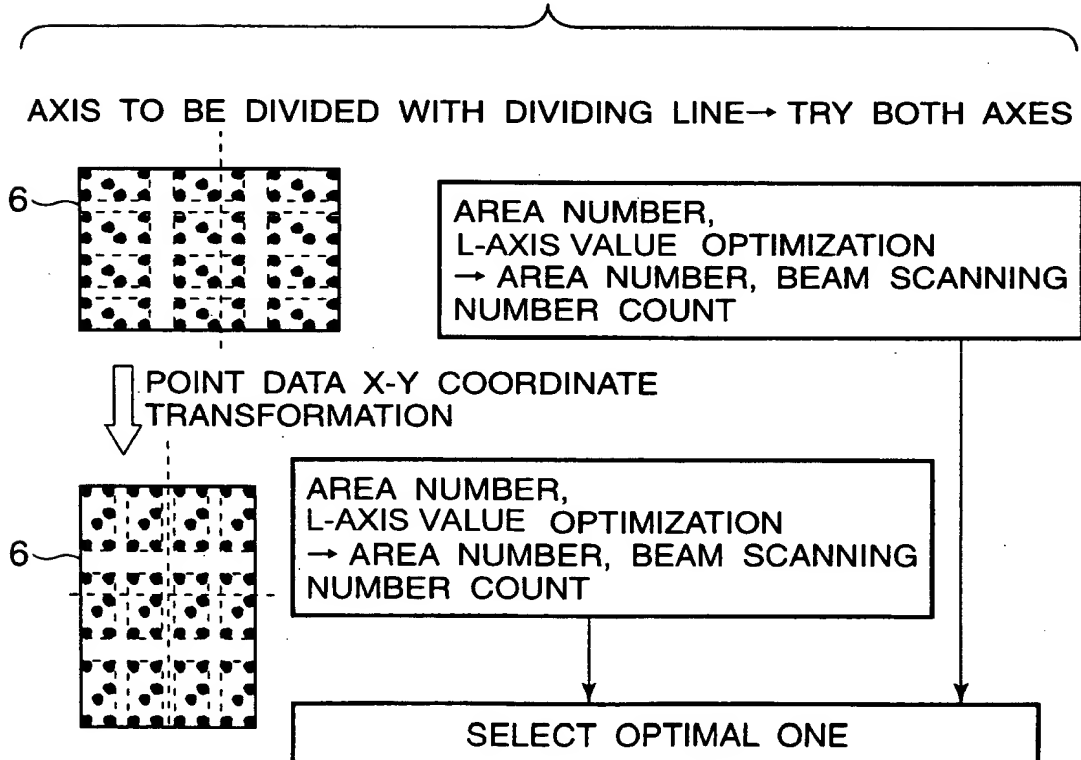 AXIS TO BE DIVIDED WITH DIVIDING LINE→ TRY BOTH AXES
6
AREA NUMBER,
L-AXIS VALUE OPTIMIZATION
→ AREA NUMBER, BEAM SCANNING
NUMBER COUNT
POINT DATA X-Y COORDINATE
TRANSFORMATION
6
AREA NUMBER,
L-AXIS VALUE OPTIMIZATION
→ AREA NUMBER, BEAM SCANNING
NUMBER COUNT
SELECT OPTIMAL ONE